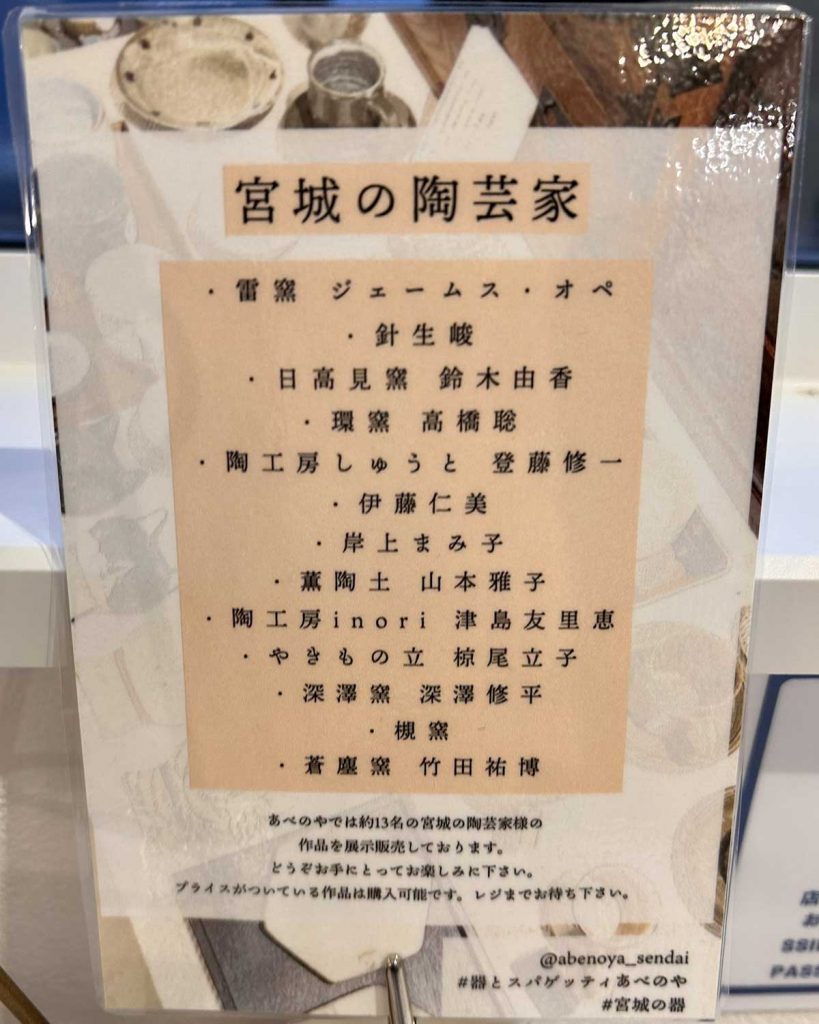 宮城の陶芸家
・雷窯 ジェームス・オペ
・針生峻
・日高見窯 鈴木由香
・環窯 高橋聡
・陶工房しゅうと 登藤修一
・伊藤仁美
・岸上まみ子
・薫陶土 山本雅子
・陶工房inori 津島友里恵
・やきもの立 椋尾立子
・深澤窯 深澤修平
・槻窯
・蒼塵窯 竹田祐博
あべのやでは約13名の宮城の陶芸家様の
作品を展示販売しております。
どうぞお手にとってお楽しみに下さい。
プライスがついている作品は購入可能です。レジまでお待ち下さい。
@abenoya_sendai
#器とスパゲッティあべのや
#宮城の器
店
お
SSI
PASS